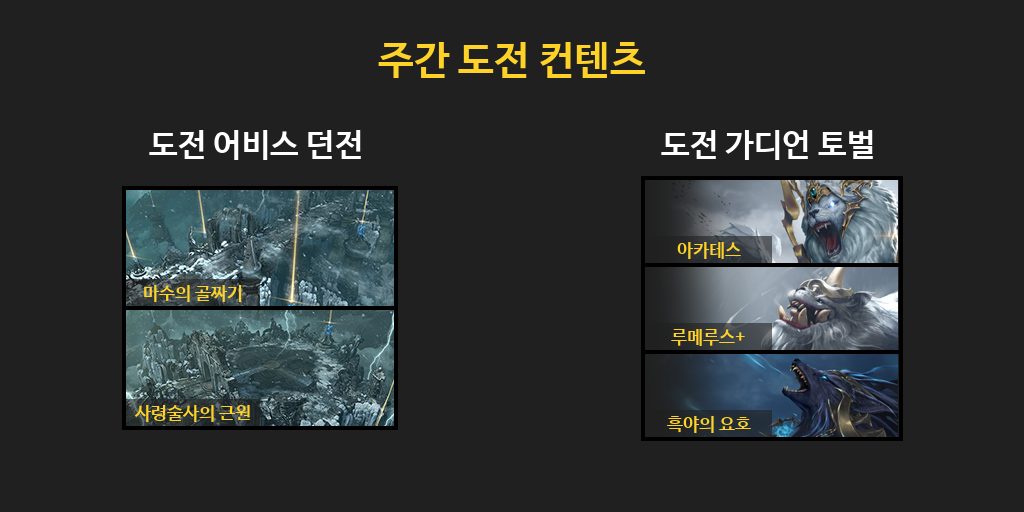 주간 도전 컨텐츠
도전 어비스 던전
마수의 골짜기
사령술사의 근원
도전 가디언 토벌
아카테스
루메루스+
흑야의 요호